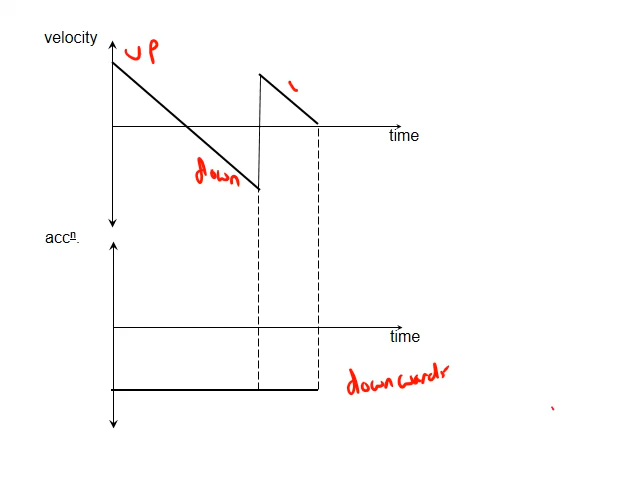 velocity
up
time
down
accⁿ.
time
downwards